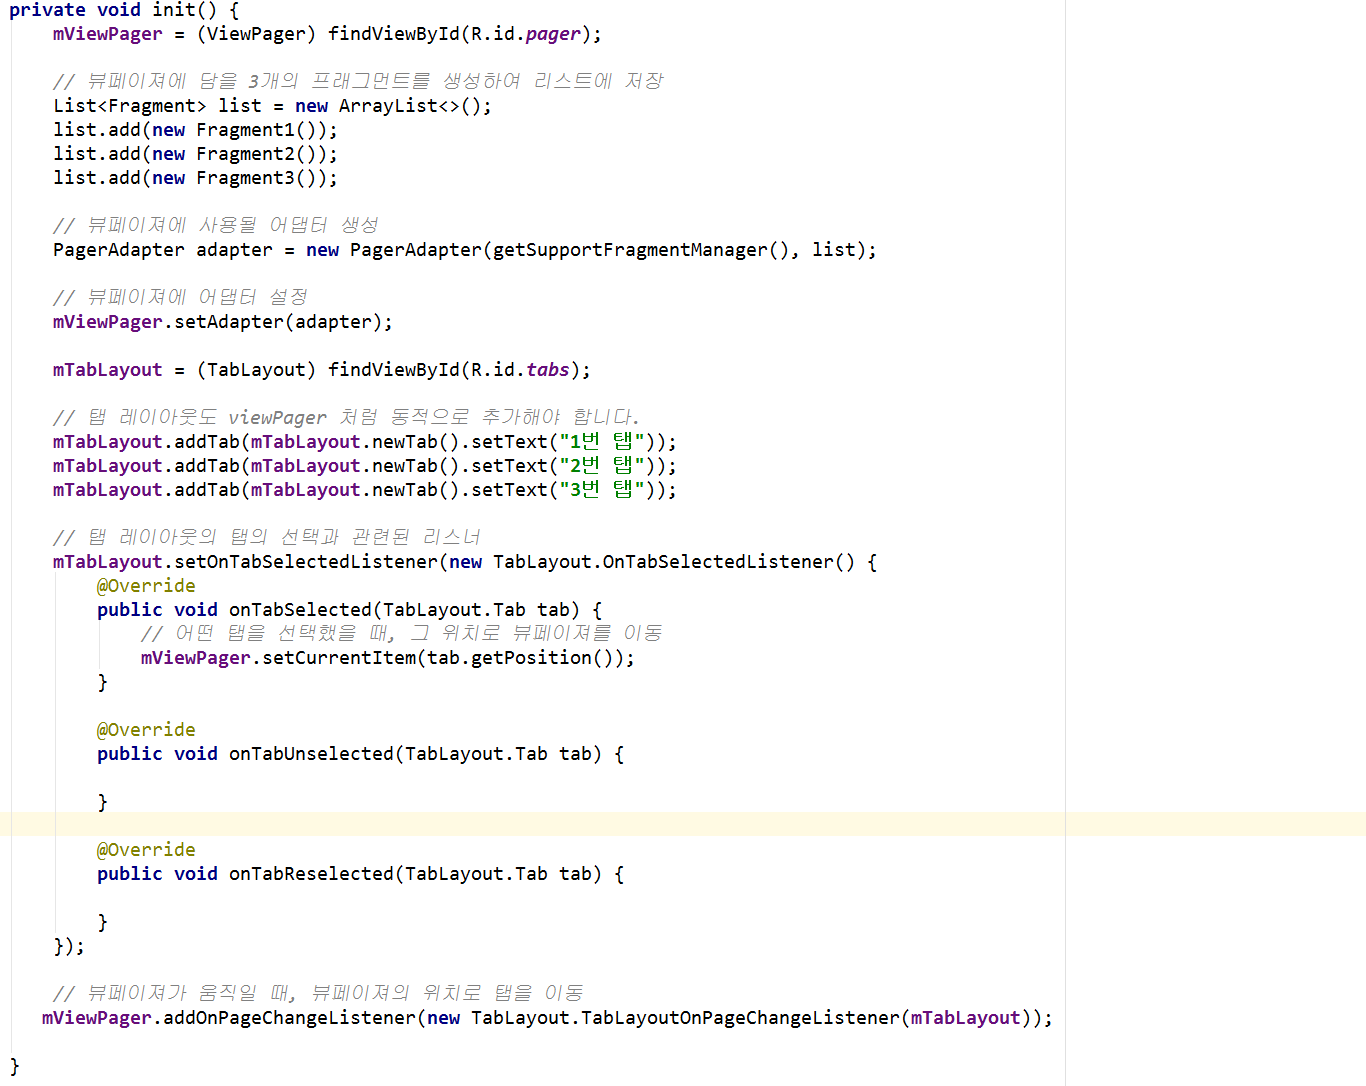 private void init() {
mViewPager = (ViewPager) findViewById(R.id.pager);
// 뷰페이져에 담을 3개의 프래그먼트를 생성하여 리스트에 저장
List<Fragment> list = new ArrayList<>();
list.add(new Fragment1());
list.add(new Fragment2());
list.add(new Fragment3());
// 뷰페이져에 사용될 어댑터 생성
PagerAdapter adapter = new PagerAdapter(getSupportFragmentManager(), list);
// 뷰페이져에 어댑터 설정
mViewPager.setAdapter(adapter);
mTabLayout = (TabLayout) findViewById(R.id.tabs);
// 탭 레이아웃도 viewPager 처럼 동적으로 추가해야 합니다.
mTabLayout.addTab(mTabLayout.newTab().setText("1번 탭"));
mTabLayout.addTab(mTabLayout.newTab().setText("2번 탭"));
mTabLayout.addTab(mTabLayout.newTab().setText("3번 탭"));
// 탭 레이아웃의 탭의 선택과 관련된 리스너
mTabLayout.setOnTabSelectedListener(new TabLayout.OnTabSelectedListener() {
@Override
public void onTabSelected(TabLayout.Tab tab) {
// 어떤 탭을 선택했을 때, 그 위치로 뷰페이져를 이동
mViewPager.setCurrentItem(tab.getPosition());
}
@Override
public void onTabUnselected(TabLayout.Tab tab) {
}
@Override
public void onTabReselected(TabLayout.Tab tab) {
}
});
// 뷰페이져가 움직일 때, 뷰페이져의 위치로 탭을 이동
mViewPager.addOnPageChangeListener(new TabLayout.TabLayoutOnPageChangeListener(mTabLayout));
}